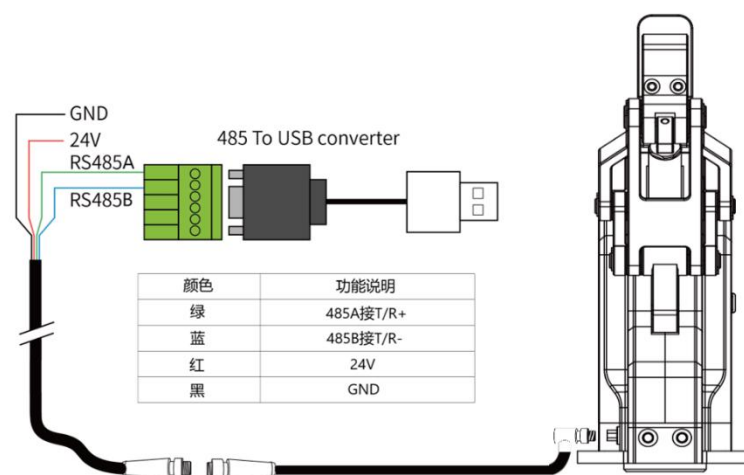 GND
24V
485 To USB converter
RS485A
RS485B
颜色 功能说明
绿 485A接T/R+
蓝 485B接T/R-
红 24V
黑 GND